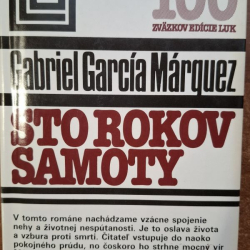 100
ZVÄZKOV EDÍCIE LUK
Gabriel García Márquez
STO ROKOV
SAMOTY
V tomto románe nachádzame vzácne spojenie
nehy a životnej nespútanosti. Je to oslava života
a vzbura proti smrti. Čitateľ vstupuje do naoko
pokojného prúdu, no čoskoro ho strhne mocný vír